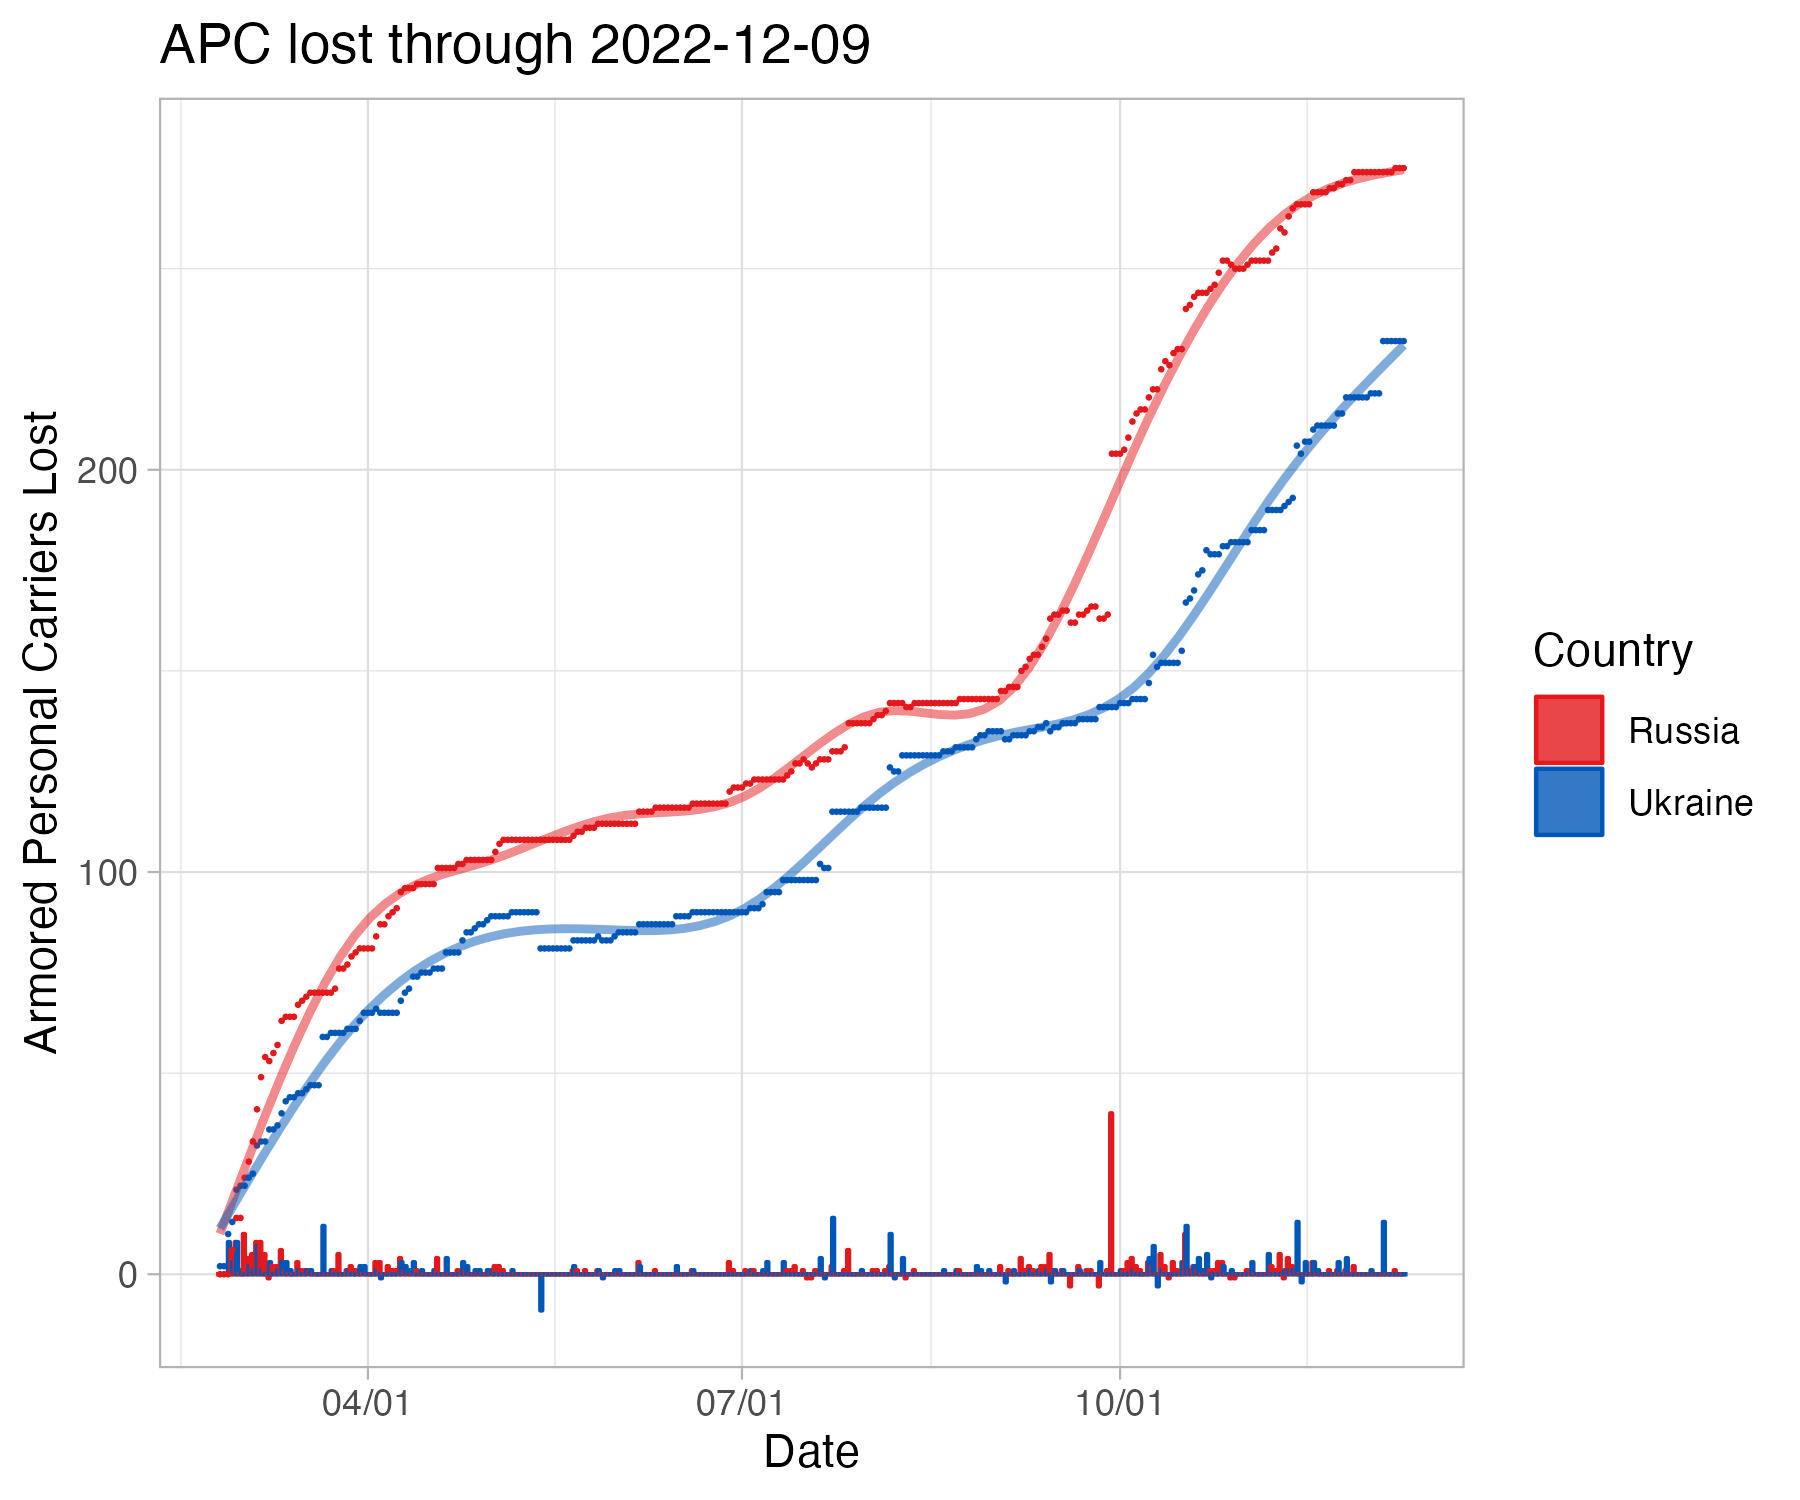 APC lost through 2022-12-09
Armored Personal Carriers Lost
200
100
0
04/01
07/01
10/01
Date
Country
Russia
Ukraine